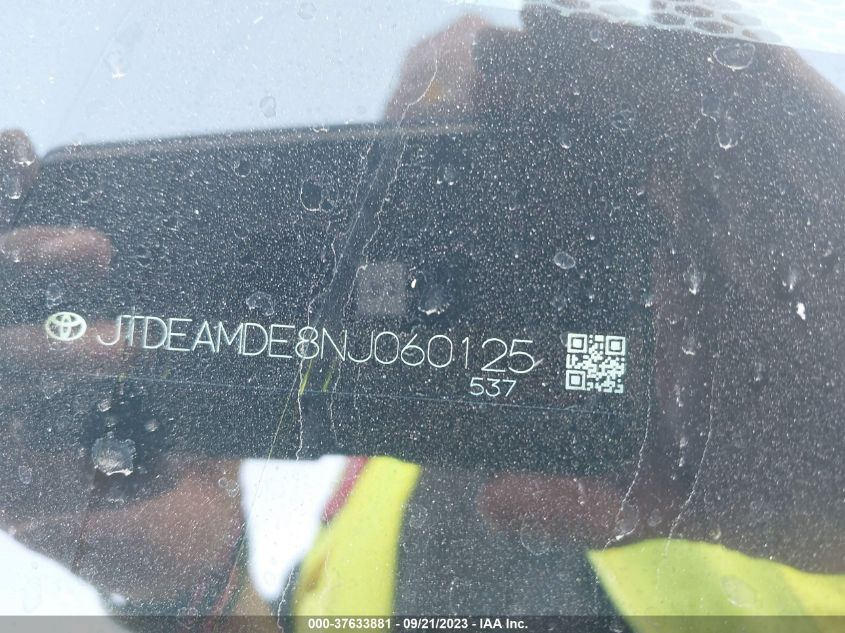 JTDEAMDE8NJ060125
537
000-37633881 - 09/21/2023 - IAA Inc.